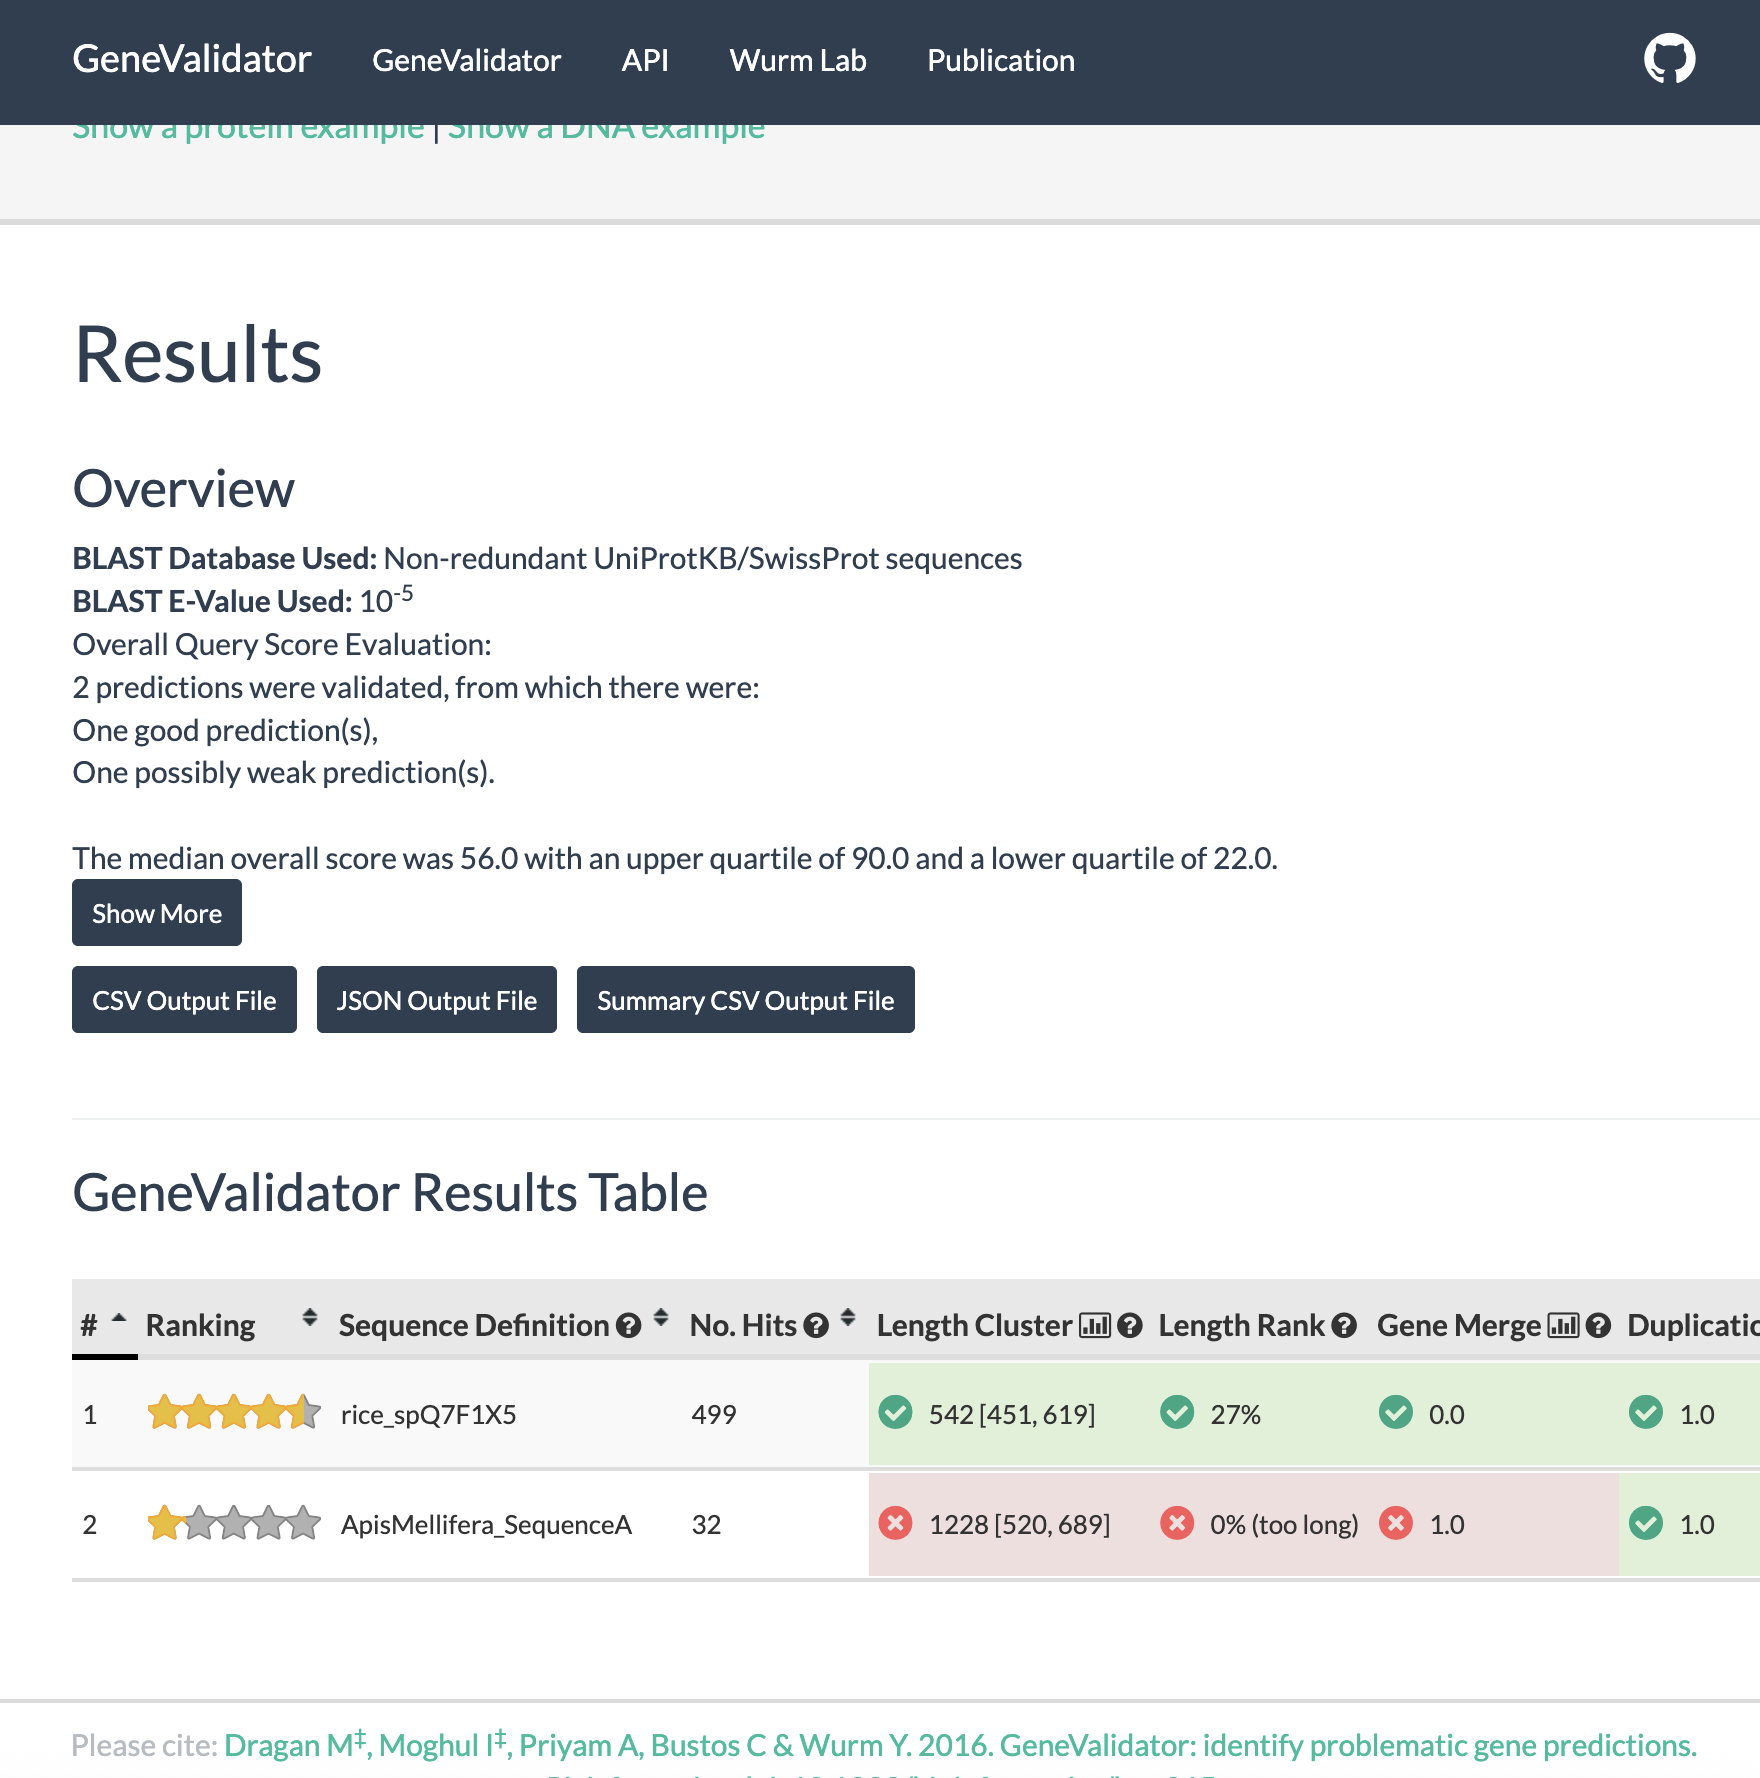 GeneValidator GeneValidator API Wurm Lab Publication
Show a protein example | Show a DNA example
Results
Overview
BLAST Database Used: Non-redundant UniProtKB/SwissProt sequences
BLAST E-Value Used: 10⁻⁵
Overall Query Score Evaluation:
2 predictions were validated, from which there were:
One good prediction(s),
One possibly weak prediction(s).
The median overall score was 56.0 with an upper quartile of 90.0 and a lower quartile of 22.0.
Show More
CSV Output File JSON Output File Summary CSV Output File
GeneValidator Results Table
# Ranking Sequence Definition No. Hits Length Cluster Length Rank Gene Merge
1 rice_spQ7F1X5 499 542 [451, 619] 27% 0.0 1.0
2 ApisMellifera_SequenceA 32 1228 [520, 689] 0% (too long) 1.0 1.0
Please cite: Dragan M‡, Moghul I‡, Priyam A, Bustos C & Wurm Y. 2016. GeneValidator: identify problematic gene predictions.